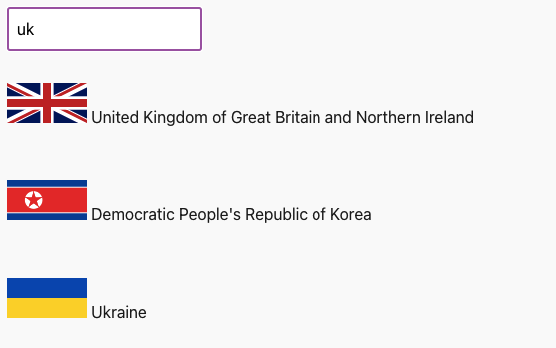 uk
United Kingdom of Great Britain and Northern Ireland
Democratic People's Republic of Korea
Ukraine